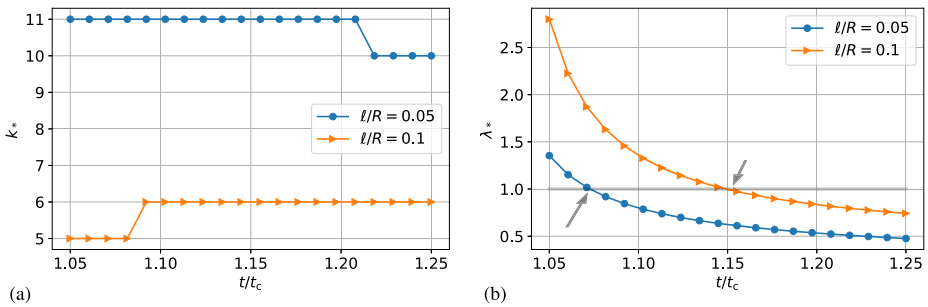 11
10
9
8
7
6
5
k*
ℓ/R = 0.05
ℓ/R = 0.1
1.05
1.10
1.15
1.20
1.25
t/tc
(a)
2.5
2.0
1.5
1.0
0.5
λ*
ℓ/R = 0.05
ℓ/R = 0.1
1.05
1.10
1.15
1.20
1.25
t/tc
(b)